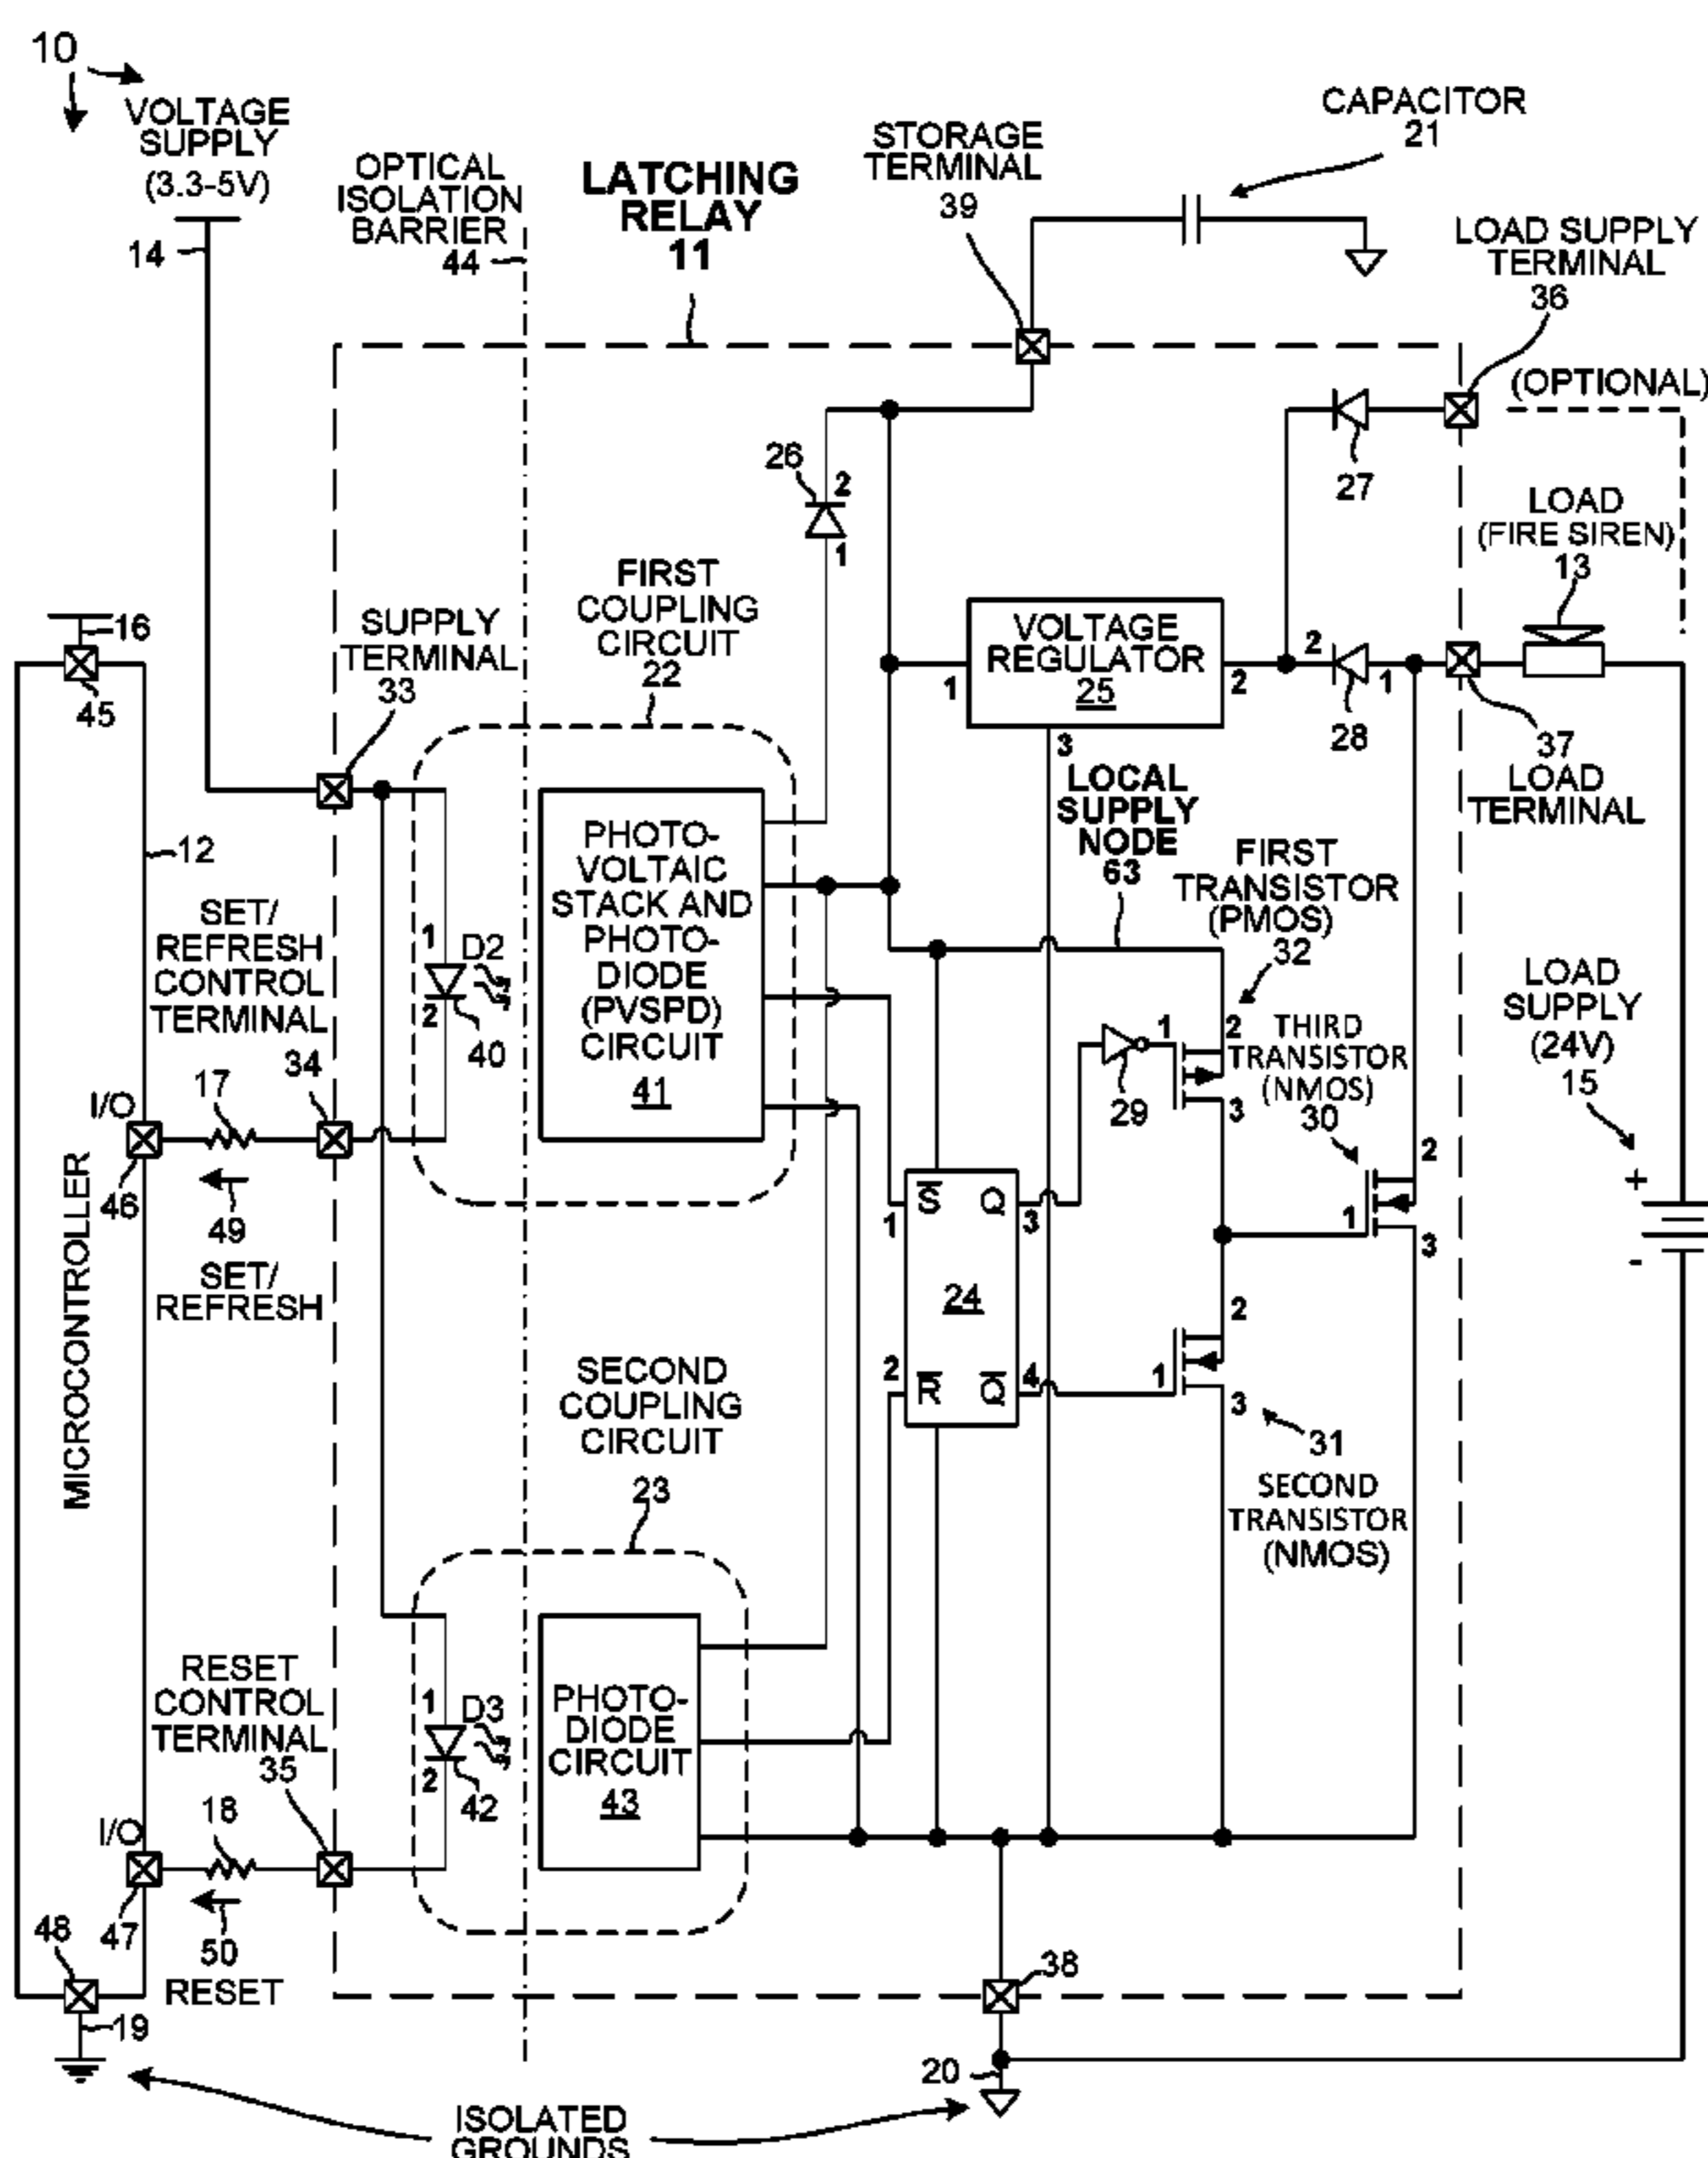 10
VOLTAGE
SUPPLY
(3.3-5V)
14
OPTICAL
ISOLATION
BARRIER
44
LATCHING
RELAY
11
STORAGE
TERMINAL
39
CAPACITOR
21
LOAD SUPPLY
TERMINAL
36
(OPTIONAL)
27
26
2
1
LOAD
(FIRE SIREN)
13
16
45
SUPPLY
TERMINAL
33
FIRST
COUPLING
CIRCUIT
22
VOLTAGE
REGULATOR
25
1
2
3
2
1
28
37
LOAD
TERMINAL
12
LOCAL
SUPPLY
NODE
63
FIRST
TRANSISTOR
(PMOS)
32
PHOTO-
VOLTAIC
STACK AND
PHOTO-
DIODE
(PVSPD)
CIRCUIT
41
1
D2
2
40
SET/
REFRESH
CONTROL
TERMINAL
34
I/O
17
46
49
SET/
REFRESH
MICROCONTROLLER
LOAD
SUPPLY
(24V)
15
+
-
1
2
3
29
THIRD
TRANSISTOR
(NMOS)
30
2
1
3
S
Q
1
3
24
2
R
Q
4
2
1
3
31
SECOND
TRANSISTOR
(NMOS)
SECOND
COUPLING
CIRCUIT
23
RESET
CONTROL
TERMINAL
35
1
D3
2
42
PHOTO-
DIODE
CIRCUIT
43
I/O
18
47
50
RESET
48
19
38
20
ISOLATED
GROUNDS